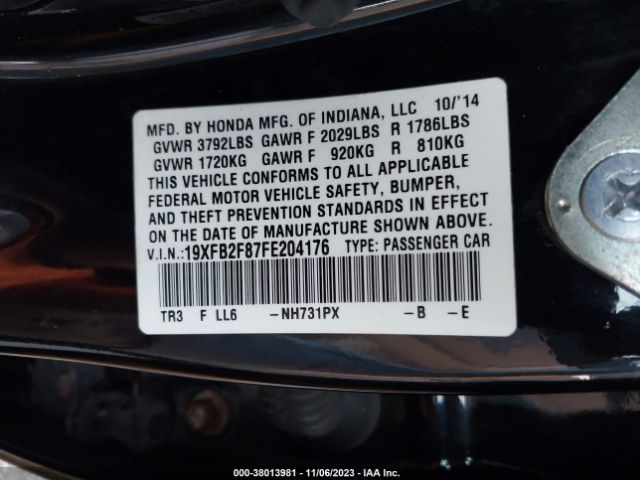 MFD. BY HONDA MFG. OF INDIANA, LLC 10/'14
GVWR 3792LBS GAWR F 2029LBS R 1786LBS
GVWR 1720KG GAWR F 920KG R 810KG
THIS VEHICLE CONFORMS TO ALL APPLICABLE
FEDERAL MOTOR VEHICLE SAFETY, BUMPER,
AND THEFT PREVENTION STANDARDS IN EFFECT
ON THE DATE OF MANUFACTURE SHOWN ABOVE.
V.I.N.:19XFB2F87FE204176 TYPE: PASSENGER CAR
TR3 F LL6 -NH731PX -B -E
000-38013981 - 11/06/2023 - IAA Inc.